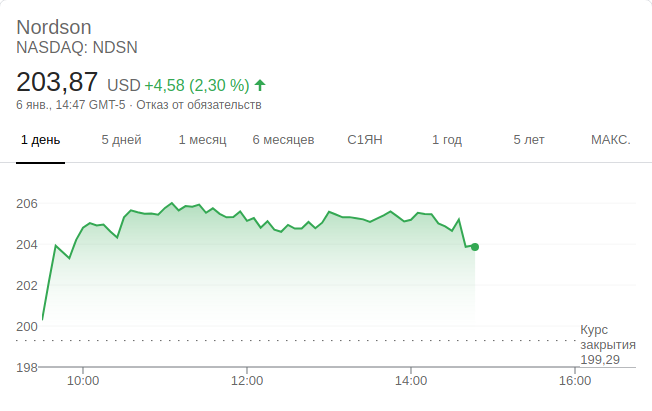 Nordson
NASDAQ: NDSN
203,87 USD +4,58 (2,30 %)
6 янв., 14:47 GMT-5 · Отказ от обязательств
1 день 5 дней 1 месяц 6 месяцев С1ЯН 1 год 5 лет МАКС.
206
204
202
200
198
Курс
закрытия
199,29
10:00 12:00 14:00 16:00